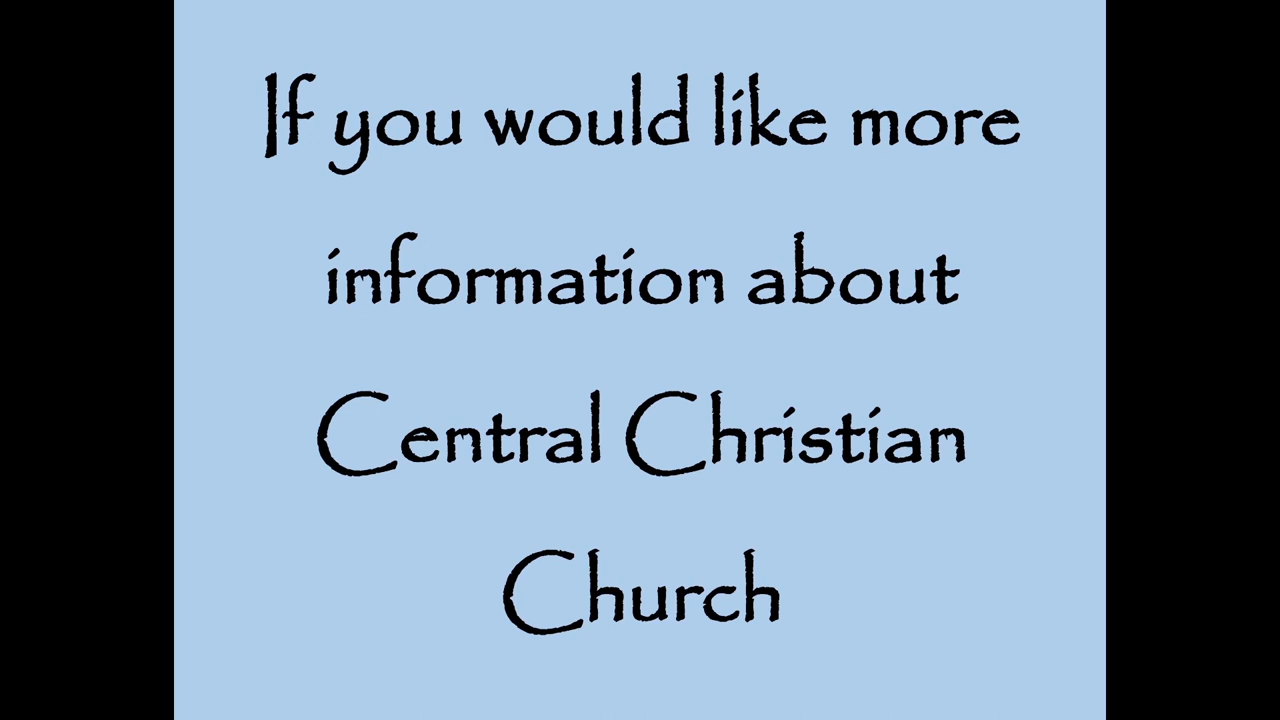 If you would like more
information about
Central Christian
Church